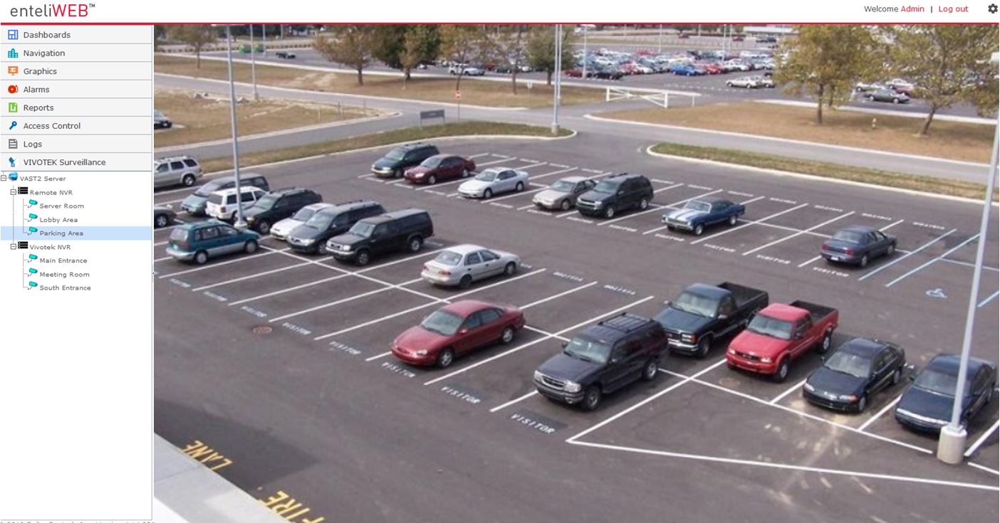 enteliWEB™
Welcome Admin | Log out
Dashboards
Navigation
Graphics
Alarms
Reports
Access Control
Logs
VIVOTEK Surveillance
VAST2 Server
Remote NVR
Server Room
Lobby Area
Parking Area
Vivotek NVR
Main Entrance
Meeting Room
South Entrance
VISITOR
VISITOR
VISITOR
VISITOR
VISITOR
VISITOR
VISITOR
VISITOR
FIRE
LANE